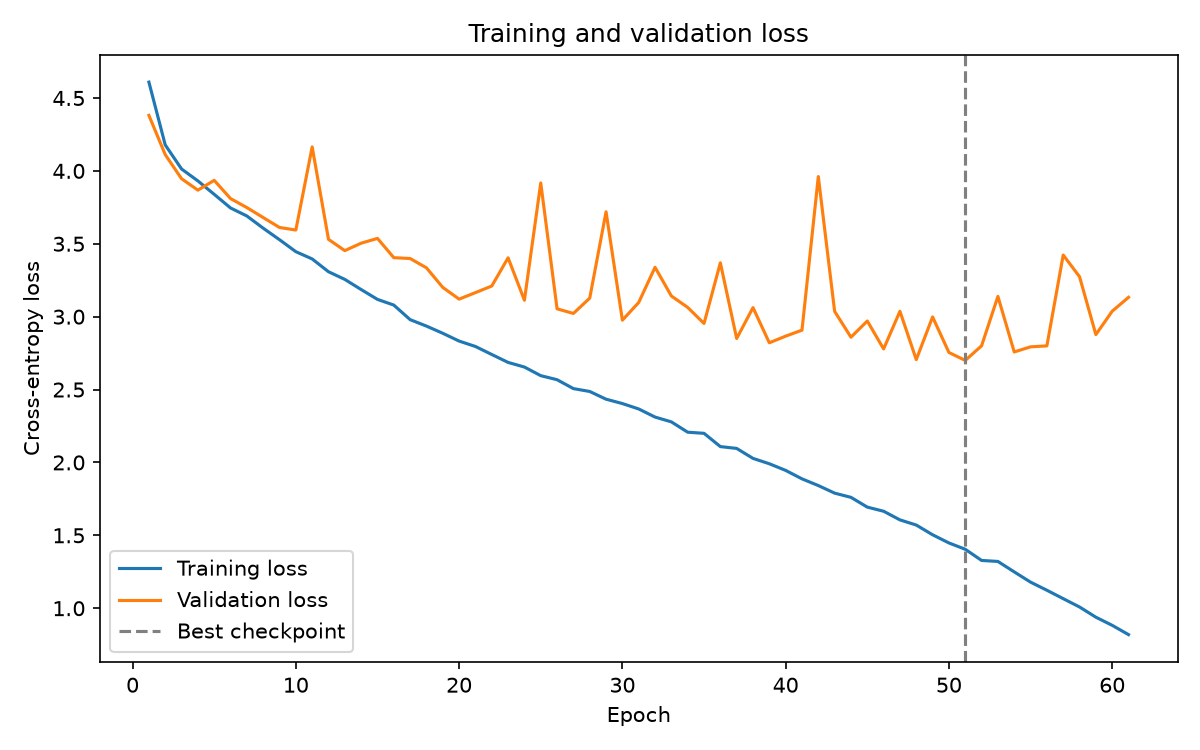 Training and validation loss
Cross-entropy loss
4.5
4.0
3.5
3.0
2.5
2.0
1.5
1.0
Training loss
Validation loss
Best checkpoint
0 10 20 30 40 50 60
Epoch